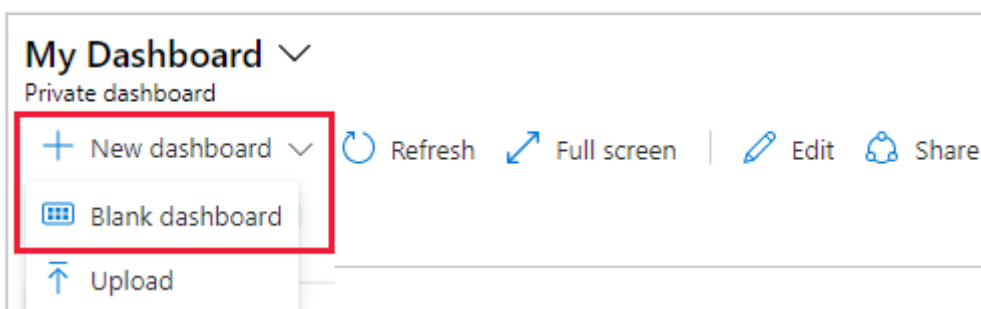 My Dashboard
Private dashboard
New dashboard Refresh Full screen Edit Share
Blank dashboard
Upload